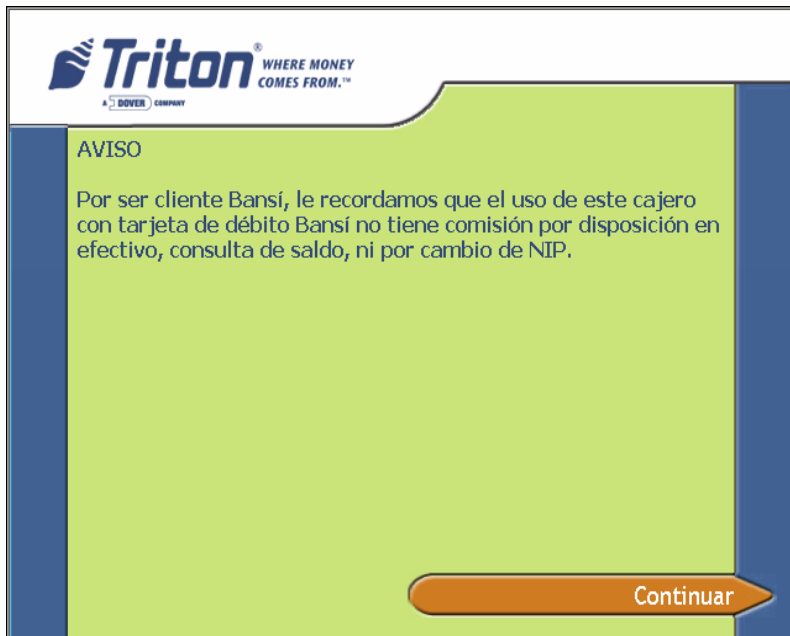 Triton® WHERE MONEY
COMES FROM.™
A DOVER COMPANY
AVISO
Por ser cliente Bansí, le recordamos que el uso de este cajero
con tarjeta de débito Bansí no tiene comisión por disposición en
efectivo, consulta de saldo, ni por cambio de NIP.
Continuar